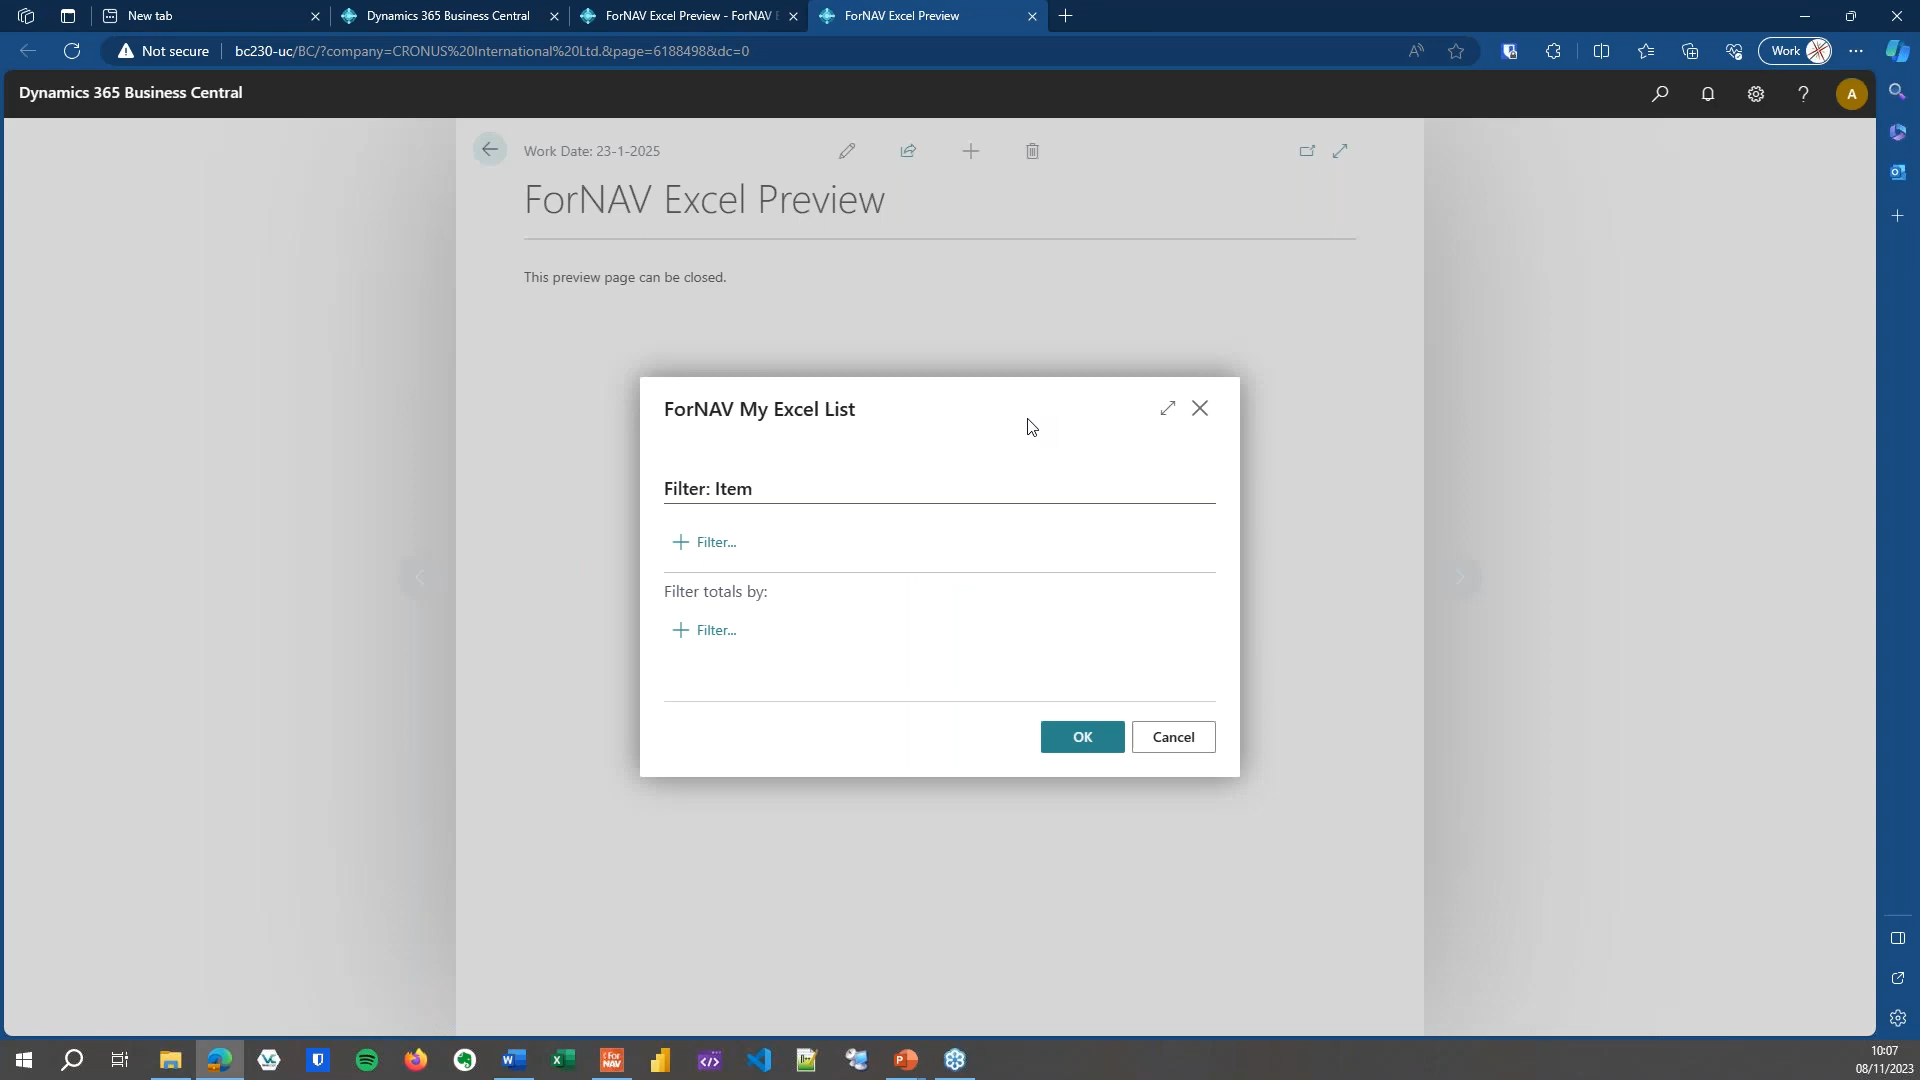 New tab
Dynamics 365 Business Central
ForNAV Excel Preview - ForNAV E
ForNAV Excel Preview
Not secure
bc230-uc/BC/?company=CRONUS%20International%20Ltd.&page=6188498&dc=0
Work
Dynamics 365 Business Central
A
Work Date: 23-1-2025
ForNAV Excel Preview
This preview page can be closed.
ForNAV My Excel List
Filter: Item
Filter...
Filter totals by:
Filter...
OK
Cancel
10:07
08/11/2023